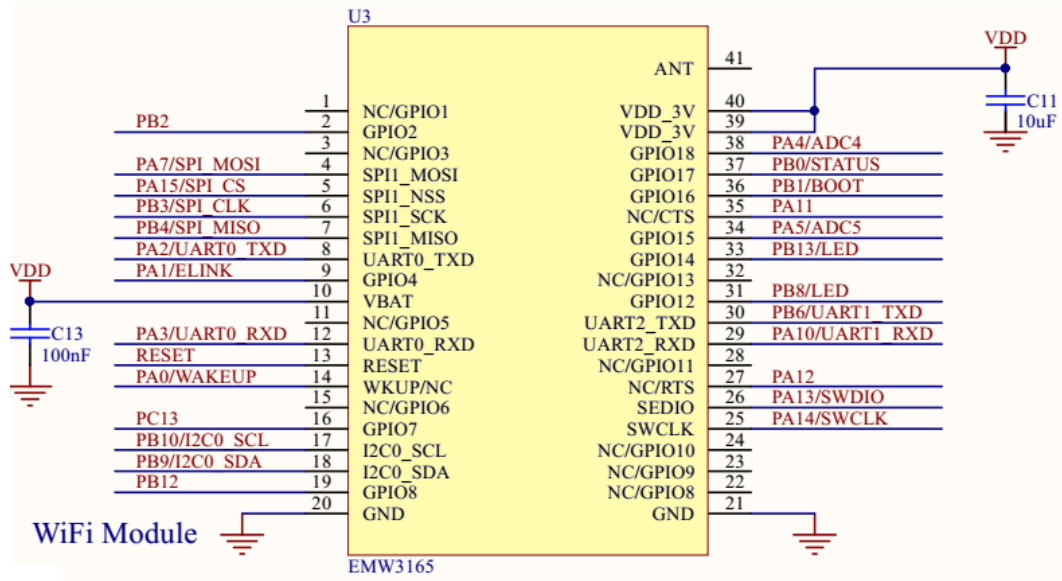 U3
ANT 41
1 NC/GPIO1
VDD_3V 40
VDD
C11
10uF
PB2 2 GPIO2
VDD_3V 39
3 NC/GPIO3
GPIO18 38 PA4/ADC4
PA7/SPI_MOSI 4 SPI1_MOSI
GPIO17 37 PB0/STATUS
PA15/SPI_CS 5 SPI1_NSS
GPIO16 36 PB1/BOOT
PB3/SPI_CLK 6 SPI1_SCK
NC/CTS 35 PA11
PB4/SPI_MISO 7 SPI1_MISO
GPIO15 34 PA5/ADC5
PA2/UART0_TXD 8 UART0_TXD
GPIO14 33 PB13/LED
PA1/ELINK 9 GPIO4
NC/GPIO13 32
VDD
10 VBAT
GPIO12 31 PB8/LED
C13
100nF
11 NC/GPIO5
UART2_TXD 30 PB6/UART1_TXD
PA3/UART0_RXD 12 UART0_RXD
UART2_RXD 29 PA10/UART1_RXD
RESET 13 RESET
NC/GPIO11 28
PA0/WAKEUP 14 WKUP/NC
NC/RTS 27 PA12
15 NC/GPIO6
SEDIO 26 PA13/SWDIO
PC13 16 GPIO7
SWCLK 25 PA14/SWCLK
PB10/I2C0_SCL 17 I2C0_SCL
NC/GPIO10 24
PB9/I2C0_SDA 18 I2C0_SDA
NC/GPIO9 23
PB12 19 GPIO8
NC/GPIO8 22
20 GND
GND 21
WiFi Module
EMW3165